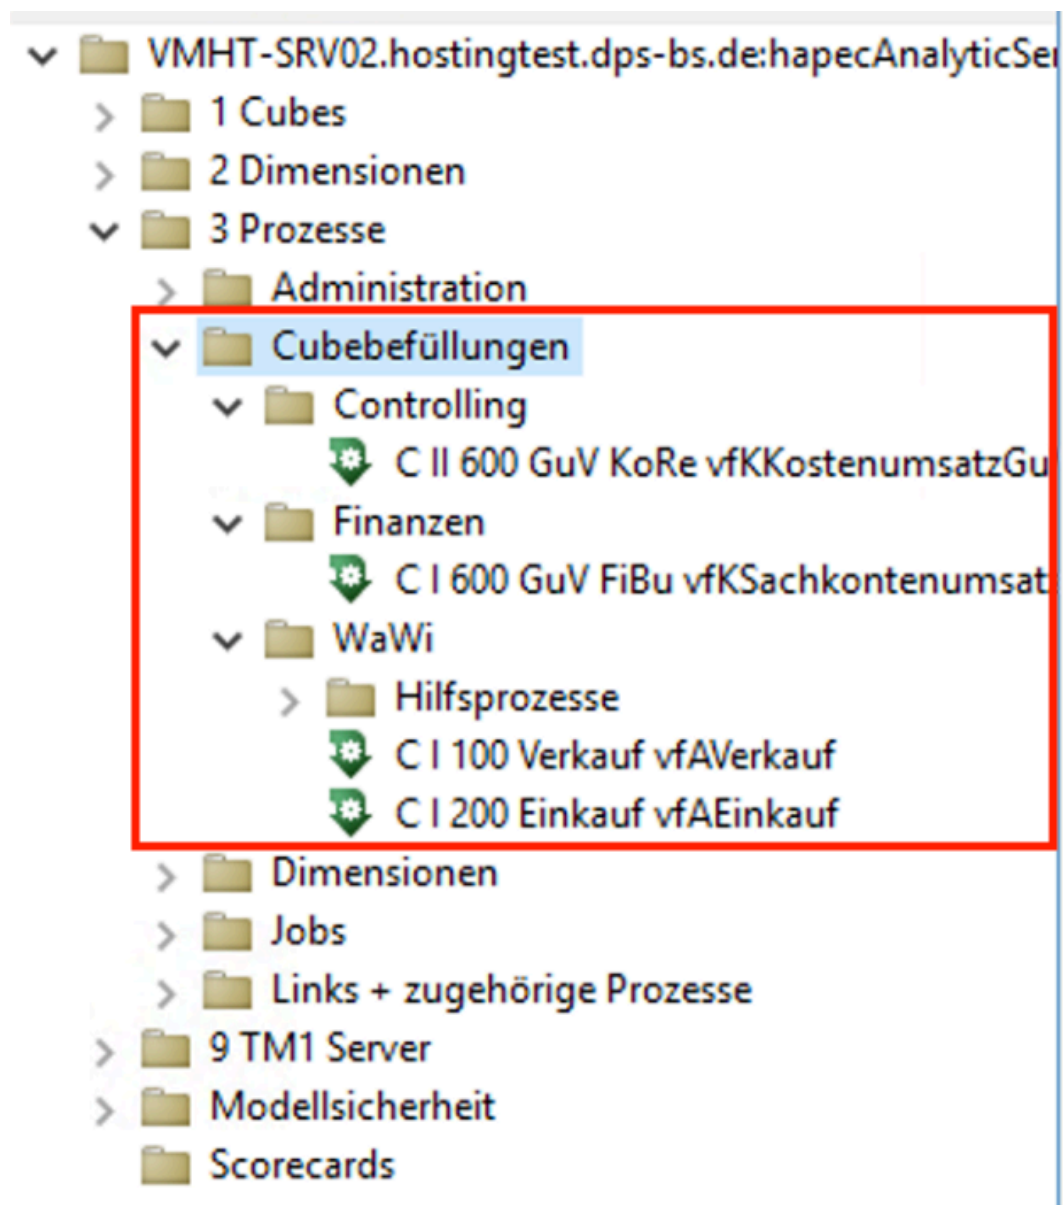 VMHT-SRV02.hostingtest.dps-bs.de:hapecAnalyticSe
1 Cubes
2 Dimensionen
3 Prozesse
Administration
Cubebefüllungen
Controlling
C II 600 GuV KoRe vfKKostenumsatzGu
Finanzen
C I 600 GuV FiBu vfKSachkontenumsat
WaWi
Hilfsprozesse
C I 100 Verkauf vfAVerkauf
C I 200 Einkauf vfAEinkauf
Dimensionen
Jobs
Links + zugehörige Prozesse
9 TM1 Server
Modellsicherheit
Scorecards